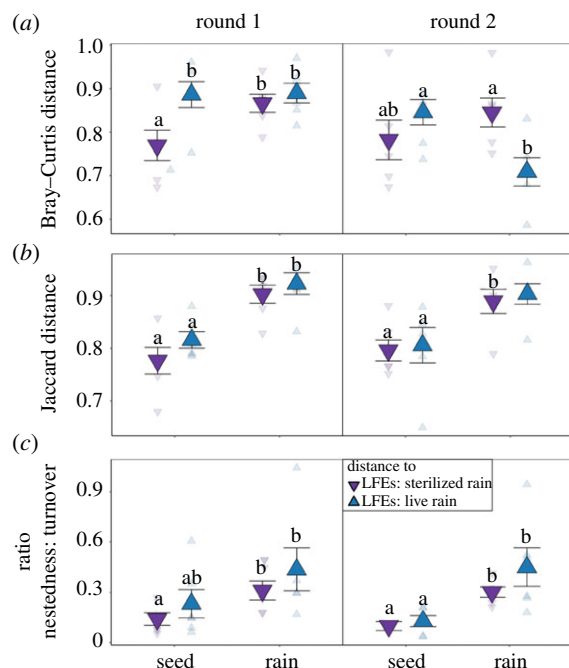 round 1 round 2
(a)
Bray–Curtis distance
1.0
0.9
0.8
0.7
0.6
a b b b
ab a a b
(b)
Jaccard distance
0.9
0.8
0.7
a a b b
a a b
(c)
ratio
nestedness: turnover
0.9
0.6
0.3
0
a ab b b
distance to
LFEs: sterilized rain
LFEs: live rain
a a b b
seed rain seed rain